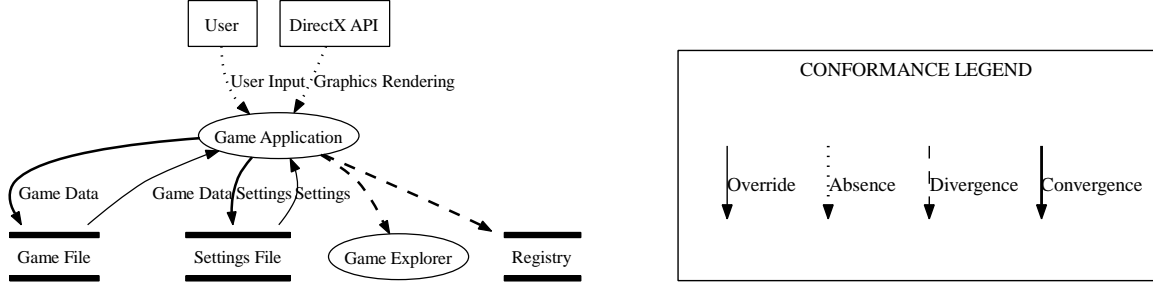 User
DirectX API
CONFORMANCE LEGEND
User Input
Graphics Rendering
Game Application
Game Data
Game Data
Settings
Settings
Override
Absence
Divergence
Convergence
Game File
Settings File
Game Explorer
Registry